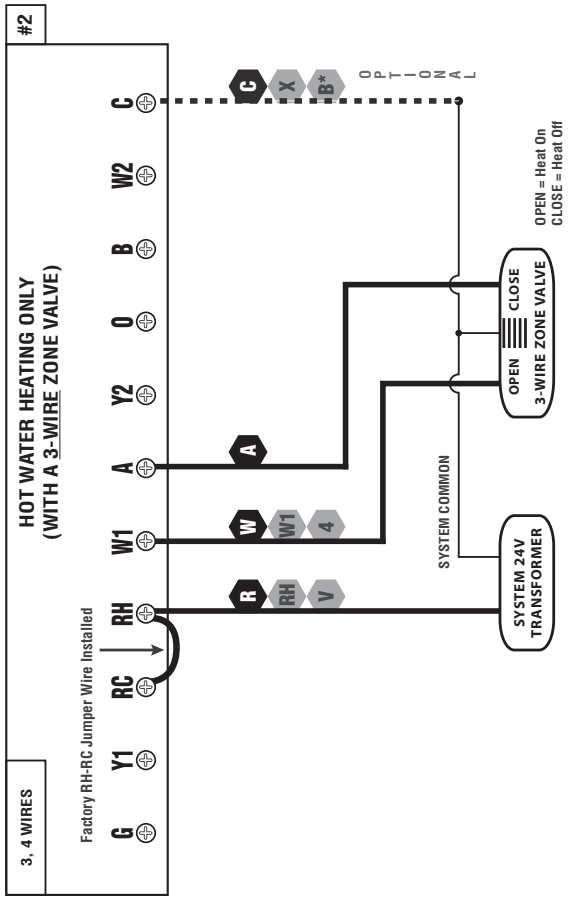 3, 4 WIRES
#2
HOT WATER HEATING ONLY
(WITH A 3-WIRE ZONE VALVE)
Factory RH-RC Jumper Wire Installed
G Y1 RC RH W1 A Y2 O B W2 C
R W A C
RH W1 X
V 4 B*
OPTIONAL
SYSTEM COMMON
SYSTEM 24V
TRANSFORMER
OPEN CLOSE
3-WIRE ZONE VALVE
OPEN = Heat On
CLOSE = Heat Off